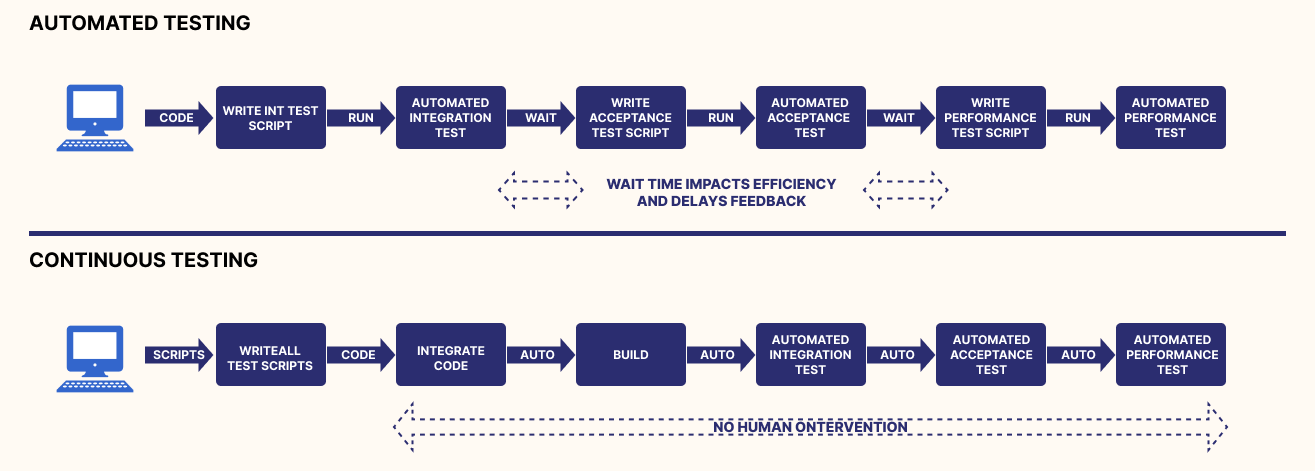 AUTOMATED TESTING
CODE
WRITE INT TEST
SCRIPT
RUN
AUTOMATED
INTEGRATION
TEST
WAIT
WRITE
ACCEPTANCE
TEST SCRIPT
RUN
AUTOMATED
ACCEPTANCE
TEST
WAIT
WRITE
PERFORMANCE
TEST SCRIPT
RUN
AUTOMATED
PERFORMANCE
TEST
WAIT TIME IMPACTS EFFICIENCY
AND DELAYS FEEDBACK
CONTINUOUS TESTING
SCRIPTS
WRITEALL
TEST SCRIPTS
CODE
INTEGRATE
CODE
AUTO
BUILD
AUTO
AUTOMATED
INTEGRATION
TEST
AUTO
AUTOMATED
ACCEPTANCE
TEST
AUTO
AUTOMATED
PERFORMANCE
TEST
NO HUMAN ONTERVENTION